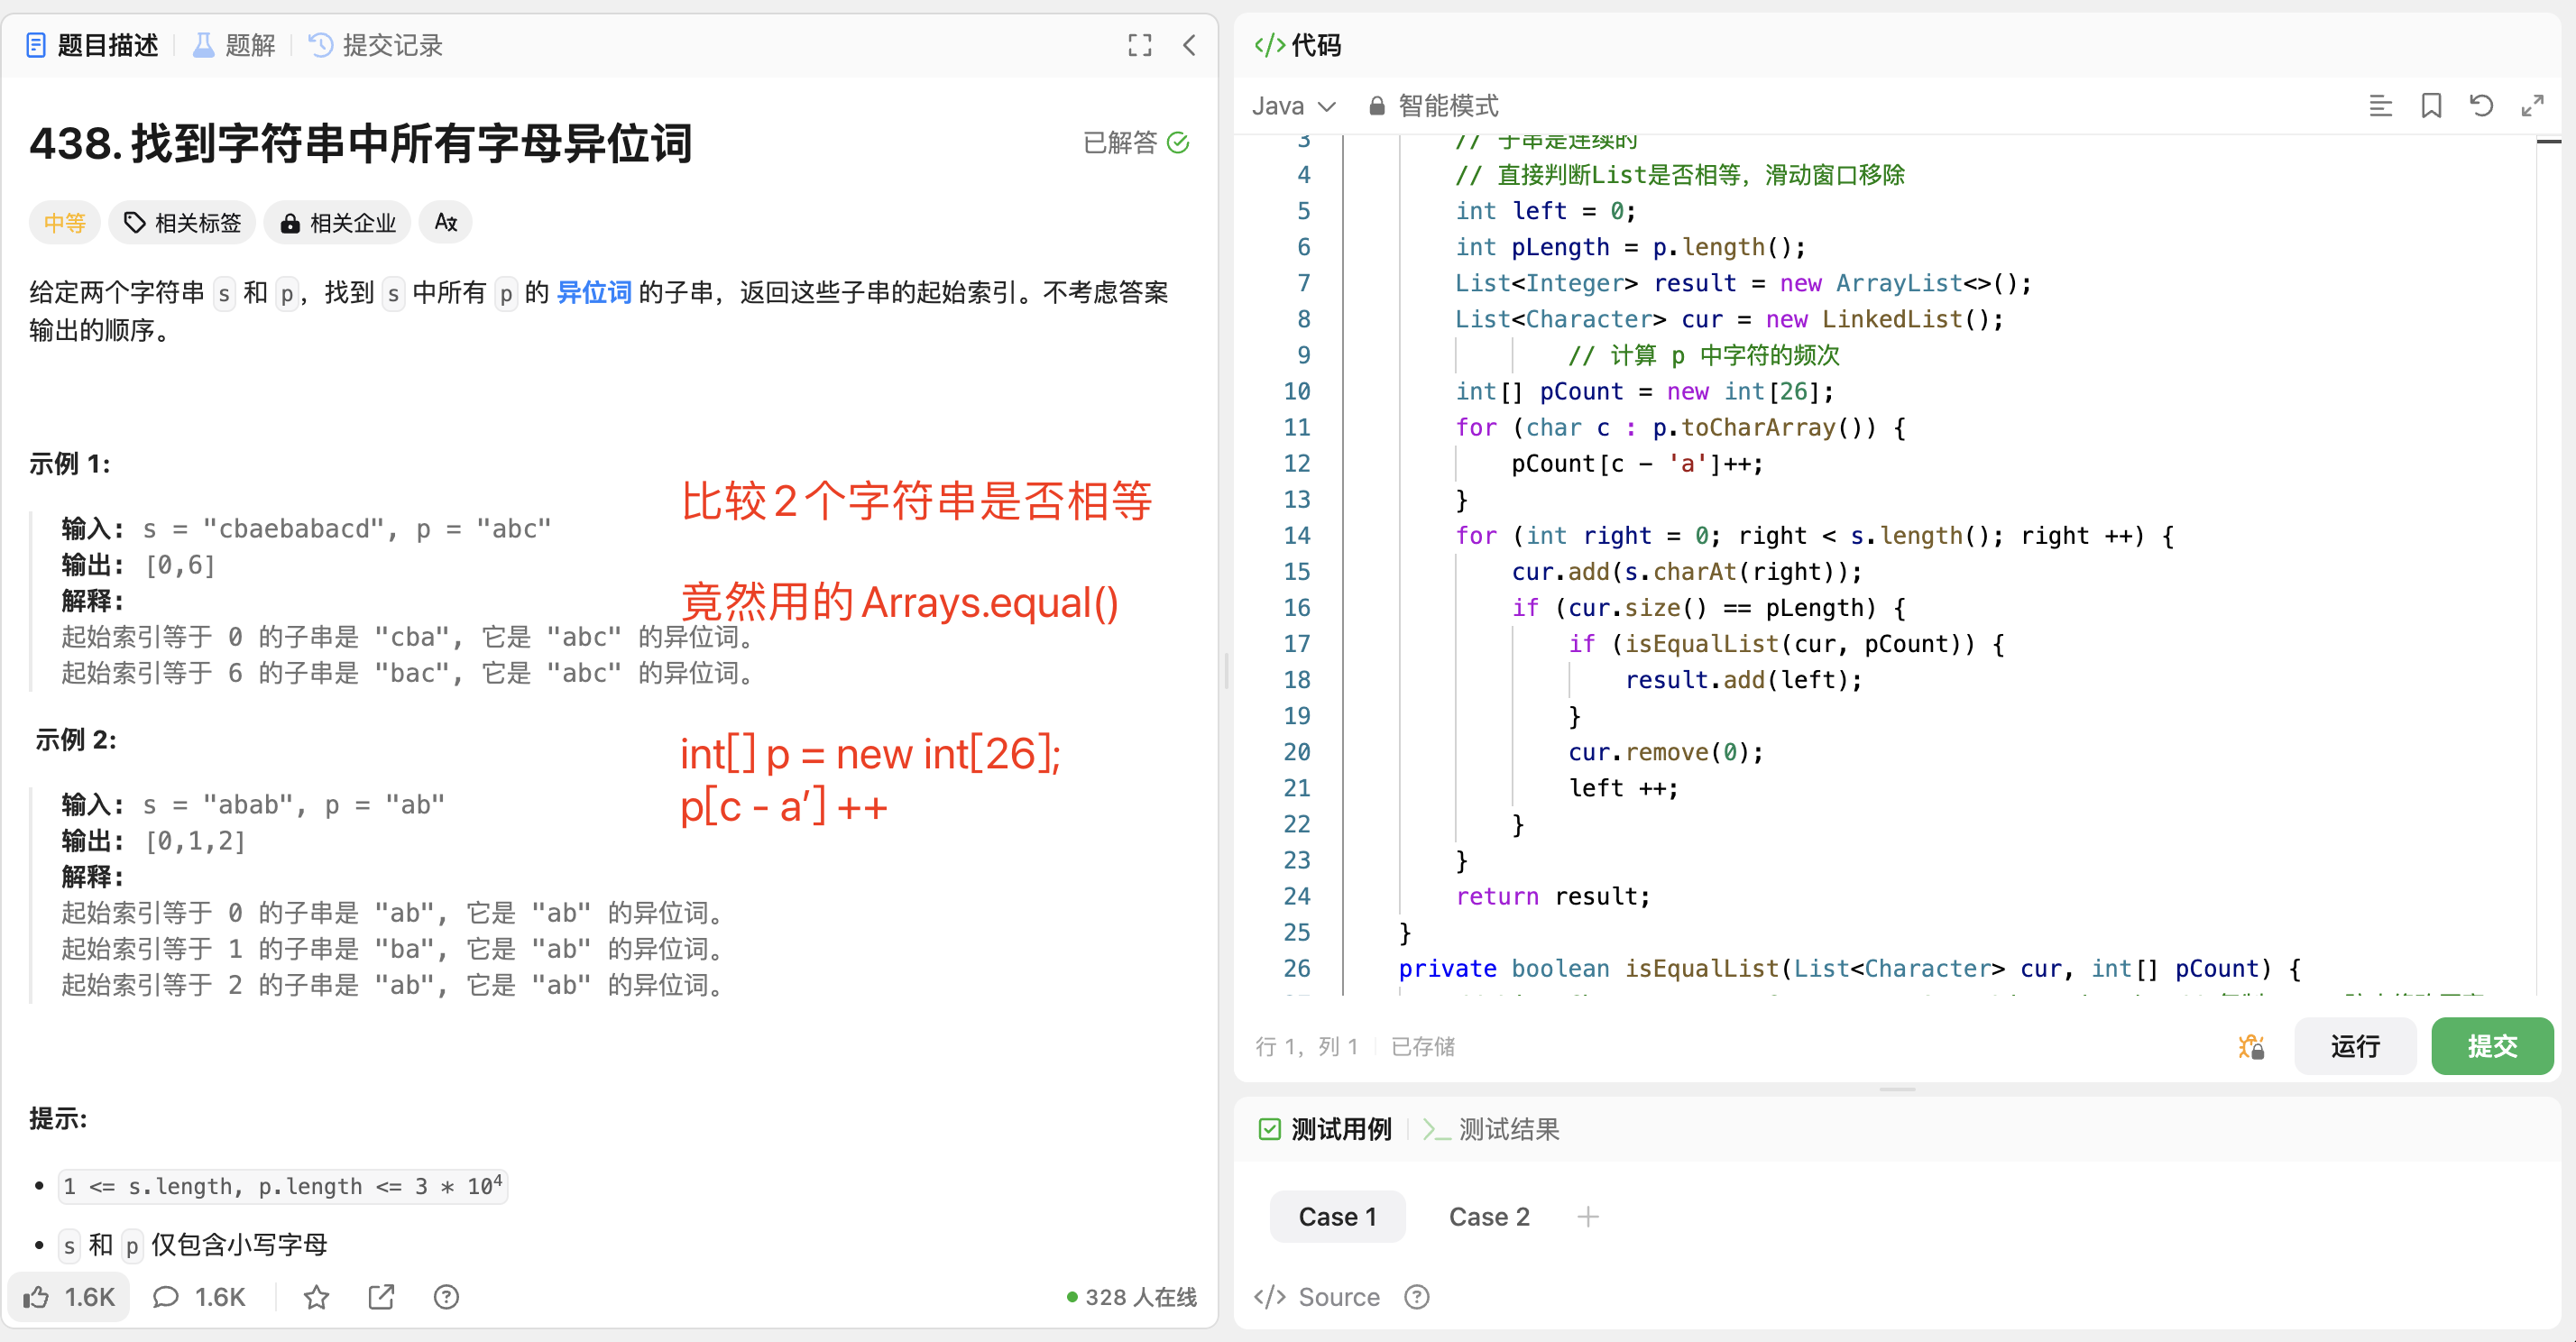 题目描述
题解
提交记录
438. 找到字符串中所有字母异位词
已解答
中等
相关标签
相关企业
给定两个字符串 s 和 p，找到 s 中所有 p 的 异位词 的子串，返回这些子串的起始索引。不考虑答案
输出的顺序。
示例 1:
输入: s = "cbaebabacd", p = "abc"
输出: [0,6]
解释:
起始索引等于 0 的子串是 "cba", 它是 "abc" 的异位词。
起始索引等于 6 的子串是 "bac", 它是 "abc" 的异位词。
比较2个字符串是否相等
竟然用的Arrays.equal()
int[] p = new int[26];
p[c - a′] ++
示例 2:
输入: s = "abab", p = "ab"
输出: [0,1,2]
解释:
起始索引等于 0 的子串是 "ab", 它是 "ab" 的异位词。
起始索引等于 1 的子串是 "ba", 它是 "ab" 的异位词。
起始索引等于 2 的子串是 "ab", 它是 "ab" 的异位词。
提示:
• 1 <= s.length, p.length <= 3 * 10⁴
• s 和 p 仅包含小写字母
1.6K
1.6K
328 人在线
</> 代码
Java
智能模式
3 // 子串是连续的
4 // 直接判断List是否相等，滑动窗口移除
5 int left = 0;
6 int pLength = p.length();
7 List<Integer> result = new ArrayList<>();
8 List<Character> cur = new LinkedList();
9 // 计算 p 中字符的频次
10 int[] pCount = new int[26];
11 for (char c : p.toCharArray()) {
12 pCount[c - 'a']++;
13 }
14 for (int right = 0; right < s.length(); right ++) {
15 cur.add(s.charAt(right));
16 if (cur.size() == pLength) {
17 if (isEqualList(cur, pCount)) {
18 result.add(left);
19 }
20 cur.remove(0);
21 left ++;
22 }
23 }
24 return result;
25 }
26 private boolean isEqualList(List<Character> cur, int[] pCount) {
行 1，列 1
已存储
运行
提交
测试用例
测试结果
Case 1
Case 2
</> Source